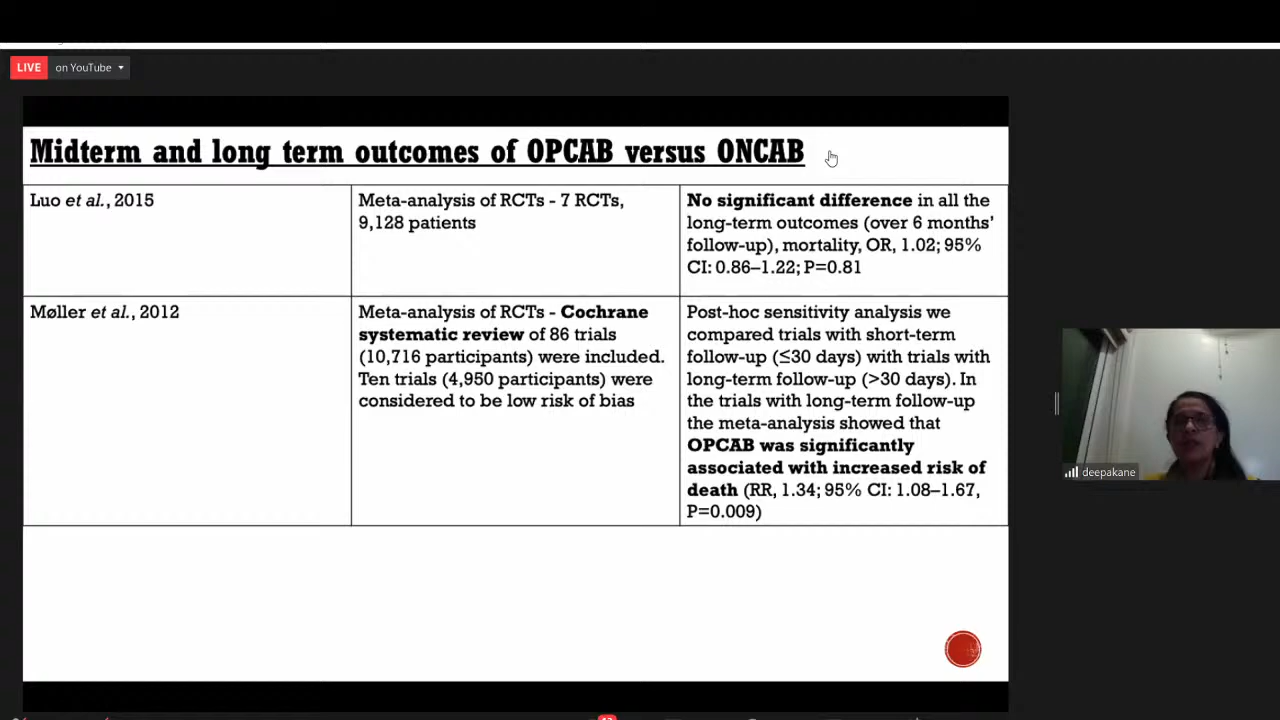 LIVE on YouTube
Midterm and long term outcomes of OPCAB versus ONCAB
Luo et al., 2015
Meta-analysis of RCTs - 7 RCTs,
9,128 patients
No significant difference in all the
long-term outcomes (over 6 months’
follow-up), mortality, OR, 1.02; 95%
CI: 0.86–1.22; P=0.81
Møller et al., 2012
Meta-analysis of RCTs - Cochrane
systematic review of 86 trials
(10,716 participants) were included.
Ten trials (4,950 participants) were
considered to be low risk of bias
Post-hoc sensitivity analysis we
compared trials with short-term
follow-up (≤30 days) with trials with
long-term follow-up (>30 days). In
the trials with long-term follow-up
the meta-analysis showed that
OPCAB was significantly
associated with increased risk of
death (RR, 1.34; 95% CI: 1.08–1.67,
P=0.009)
deepakane